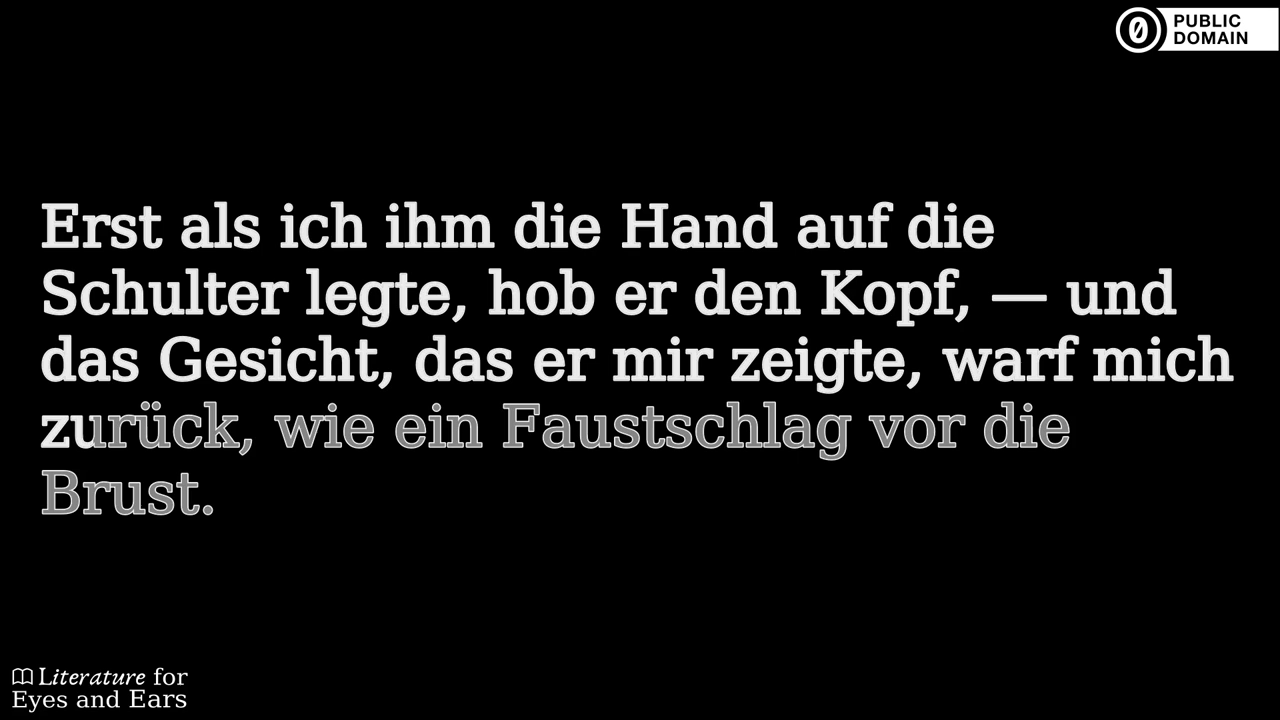 PUBLIC
DOMAIN
Erst als ich ihm die Hand auf die
Schulter legte, hob er den Kopf, — und
das Gesicht, das er mir zeigte, warf mich
zurück, wie ein Faustschlag vor die
Brust.
Literature for
Eyes and Ears